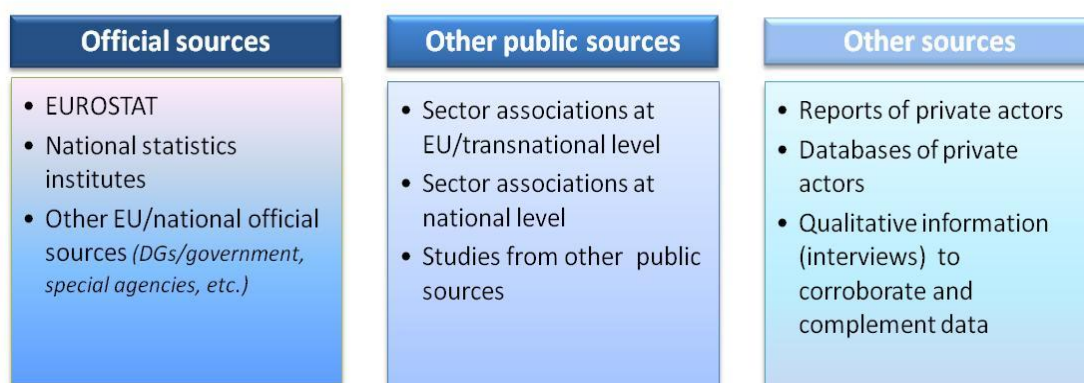 Official sources
• EUROSTAT
• National statistics
institutes
• Other EU/national official
sources (DGs/government,
special agencies, etc.)
Other public sources
• Sector associations at
EU/transnational level
• Sector associations at
national level
• Studies from other public
sources
Other sources
• Reports of private actors
• Databases of private
actors
• Qualitative information
(interviews) to
corroborate and
complement data